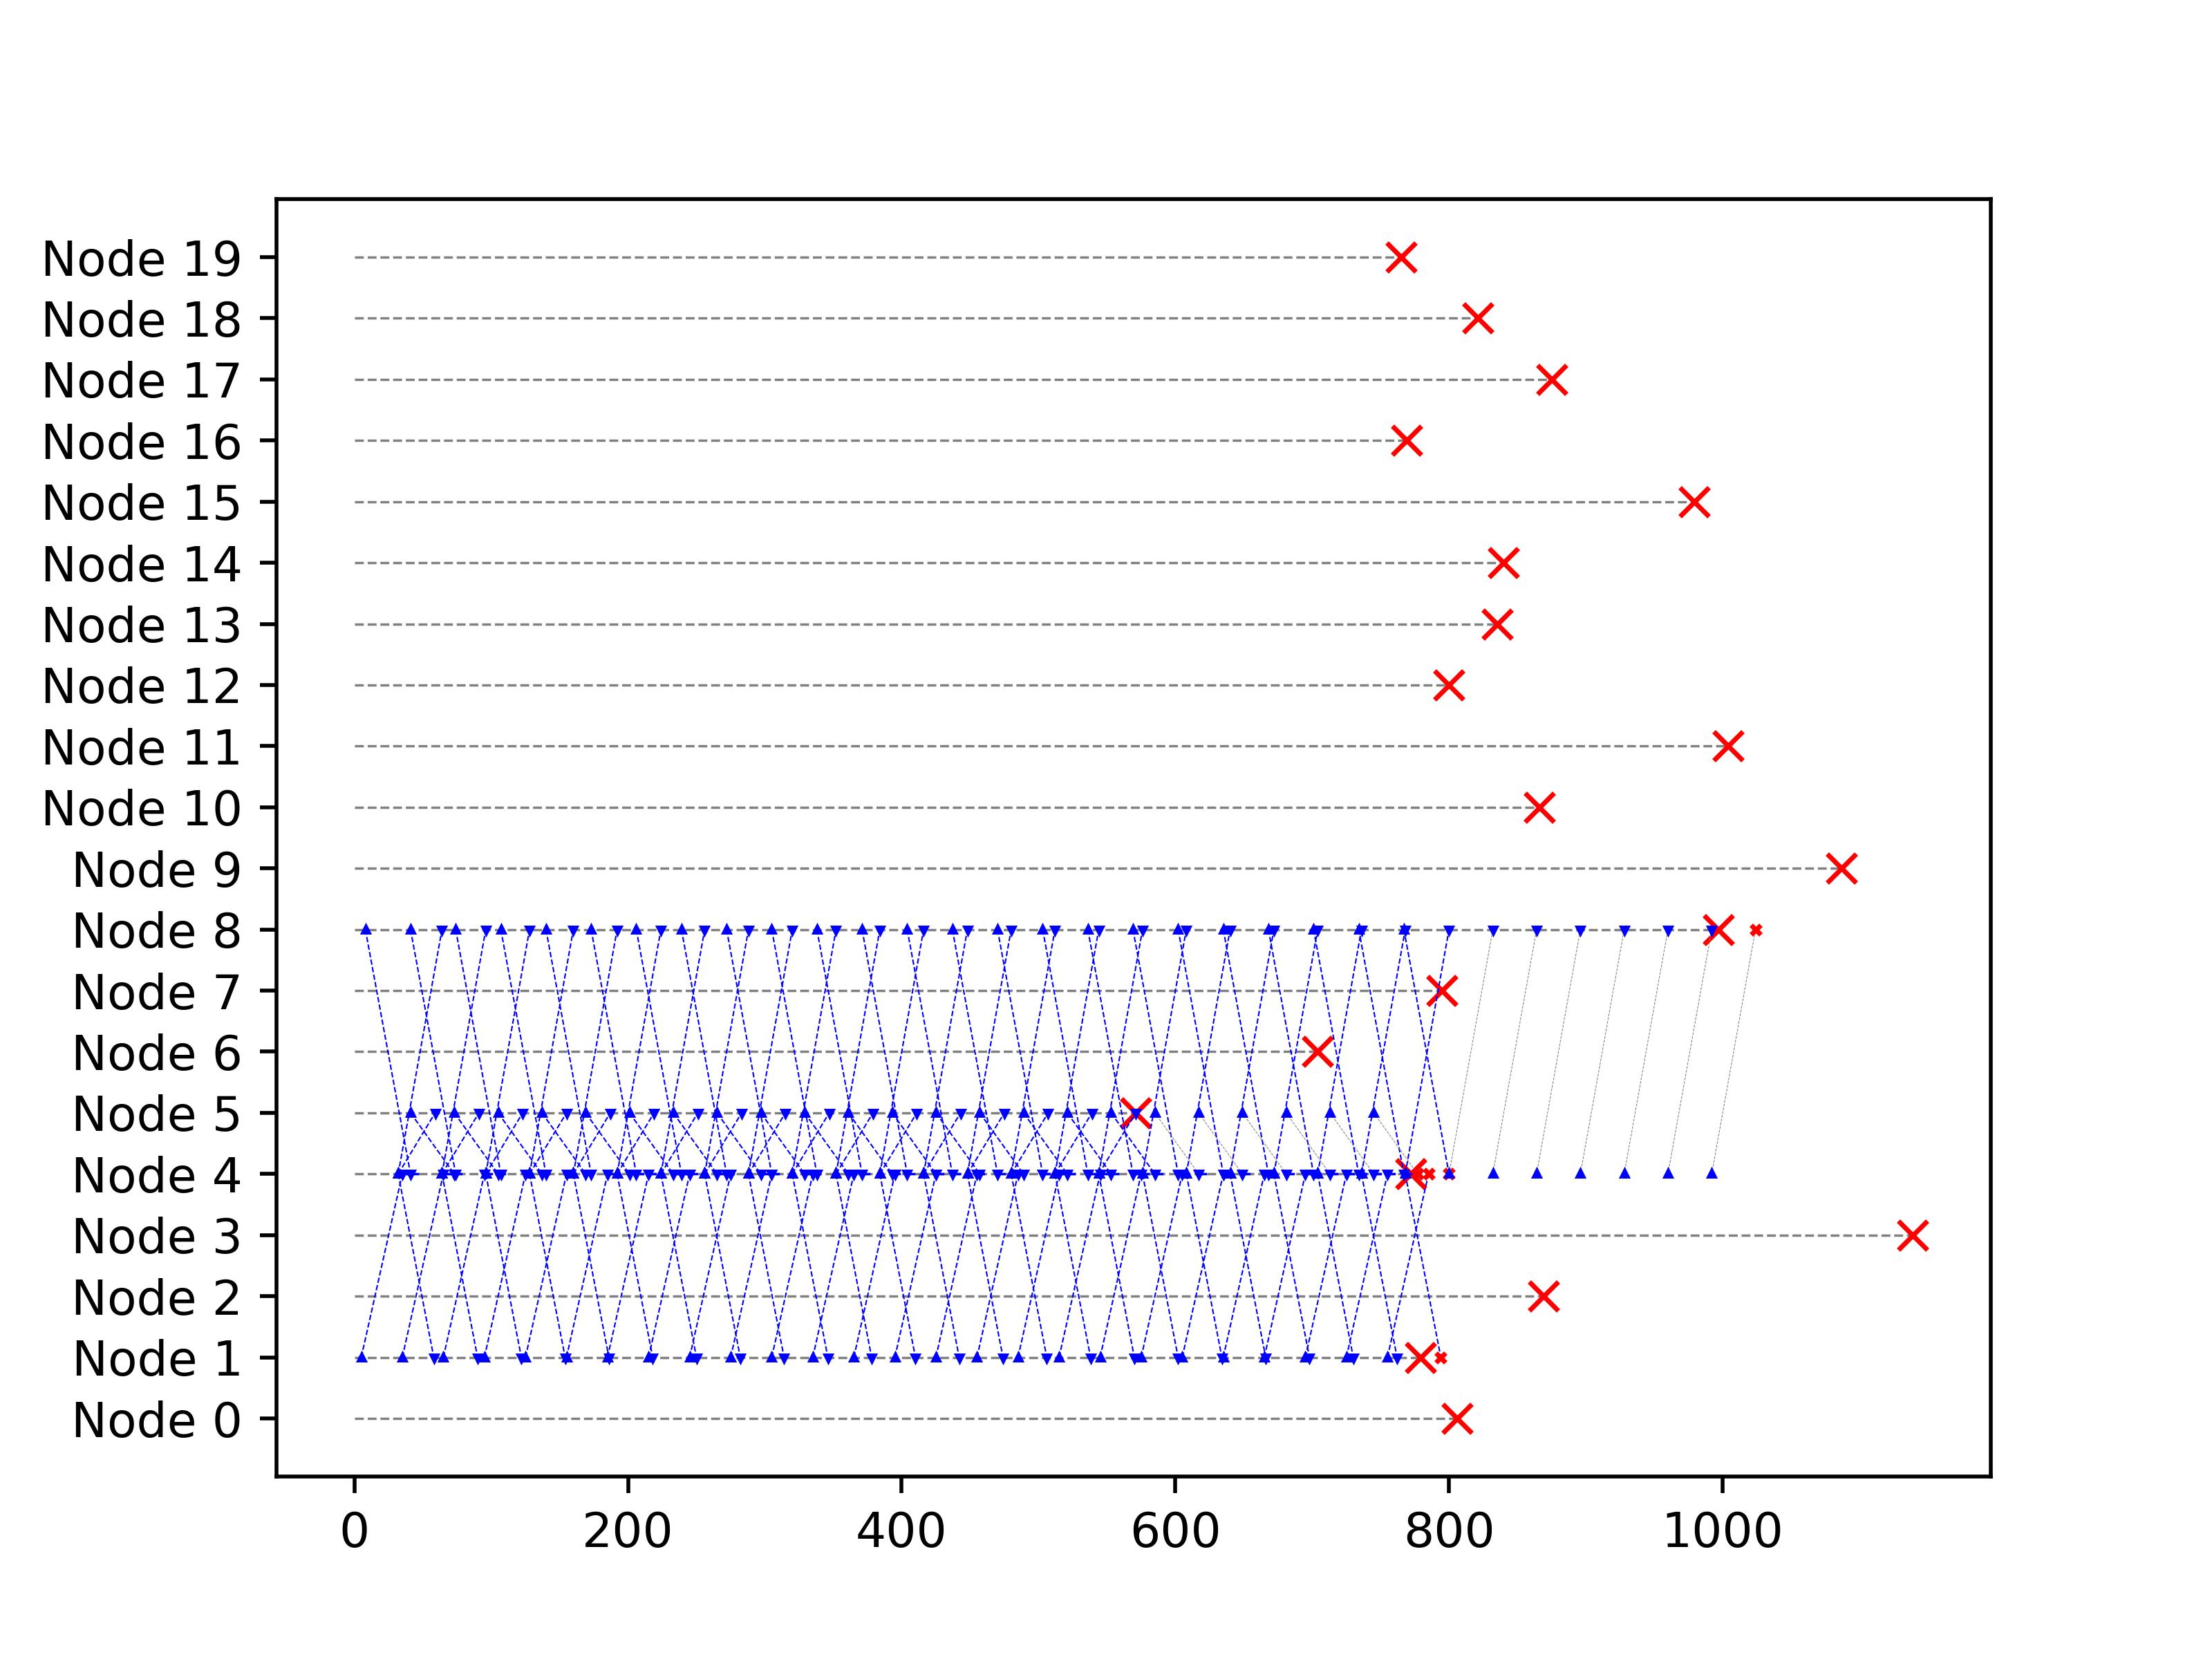 Node 19
Node 18
Node 17
Node 16
Node 15
Node 14
Node 13
Node 12
Node 11
Node 10
Node 9
Node 8
Node 7
Node 6
Node 5
Node 4
Node 3
Node 2
Node 1
Node 0
0 200 400 600 800 1000